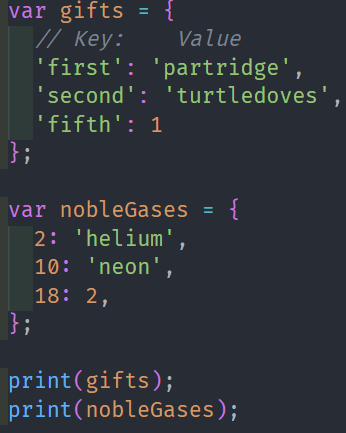 var gifts = {
  // Key:    Value
  'first': 'partridge',
  'second': 'turtledoves',
  'fifth': 1
};

var nobleGases = {
  2: 'helium',
  10: 'neon',
  18: 2,
};

print(gifts);
print(nobleGases);